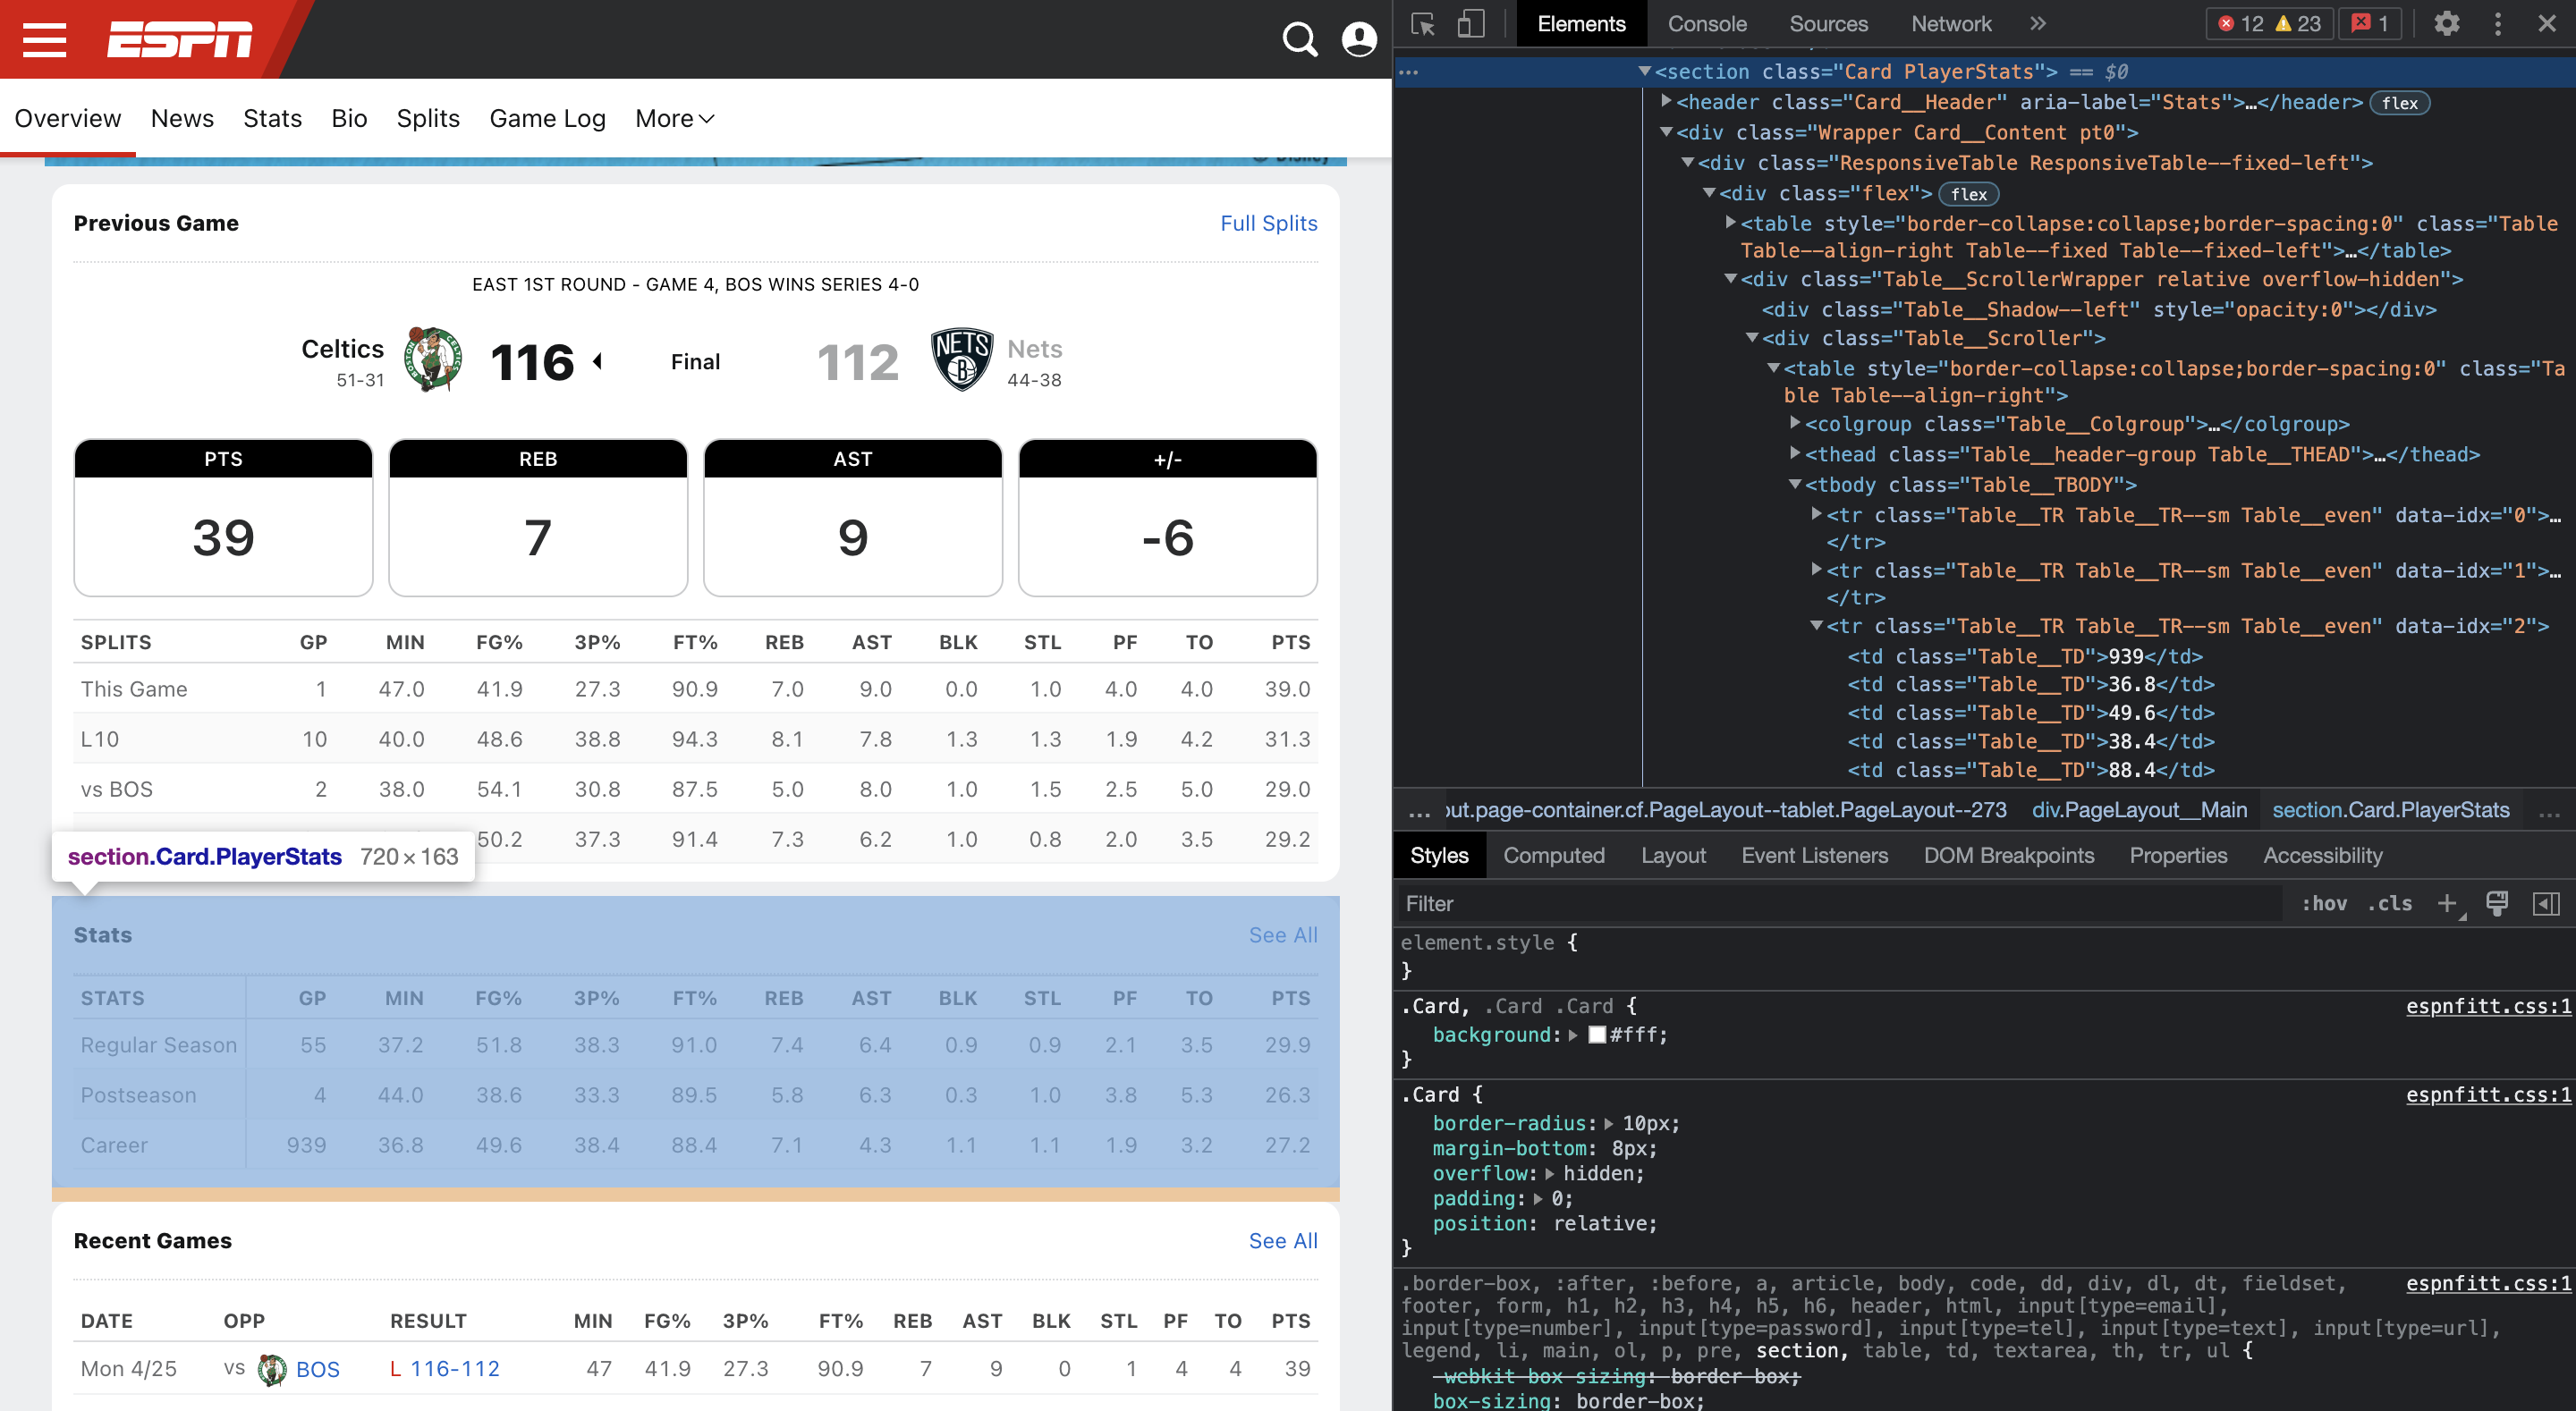 ESPN
Overview News Stats Bio Splits Game Log More
Previous Game Full Splits
EAST 1ST ROUND - GAME 4, BOS WINS SERIES 4-0
Celtics 51-31 116 Final 112 NETS B Nets 44-38
PTS REB AST +/-
39 7 9 -6
SPLITS GP MIN FG% 3P% FT% REB AST BLK STL PF TO PTS
This Game 1 47.0 41.9 27.3 90.9 7.0 9.0 0.0 1.0 4.0 4.0 39.0
L10 10 40.0 48.6 38.8 94.3 8.1 7.8 1.3 1.3 1.9 4.2 31.3
vs BOS 2 38.0 54.1 30.8 87.5 5.0 8.0 1.0 1.5 2.5 5.0 29.0
50.2 37.3 91.4 7.3 6.2 1.0 0.8 2.0 3.5 29.2
section.Card.PlayerStats 720 × 163
Stats See All
STATS GP MIN FG% 3P% FT% REB AST BLK STL PF TO PTS
Regular Season 55 37.2 51.8 38.3 91.0 7.4 6.4 0.9 0.9 2.1 3.5 29.9
Postseason 4 44.0 38.6 33.3 89.5 5.8 6.3 0.3 1.0 3.8 5.3 26.3
Career 939 36.8 49.6 38.4 88.4 7.1 4.3 1.1 1.1 1.9 3.2 27.2
Recent Games See All
DATE OPP RESULT MIN FG% 3P% FT% REB AST BLK STL PF TO PTS
Mon 4/25 vs BOS L 116-112 47 41.9 27.3 90.9 7 9 0 1 4 4 39
Elements Console Sources Network » 12 23 1
… <section class="Card PlayerStats"> == $0
<header class="Card__Header" aria-label="Stats">…</header> flex
<div class="Wrapper Card__Content pt0">
<div class="ResponsiveTable ResponsiveTable--fixed-left">
<div class="flex"> flex
<table style="border-collapse:collapse;border-spacing:0" class="Table
Table--align-right Table--fixed Table--fixed-left">…</table>
<div class="Table__ScrollerWrapper relative overflow-hidden">
<div class="Table__Shadow--left" style="opacity:0"></div>
<div class="Table__Scroller">
<table style="border-collapse:collapse;border-spacing:0" class="Ta
ble Table--align-right">
<colgroup class="Table__Colgroup">…</colgroup>
<thead class="Table__header-group Table__THEAD">…</thead>
<tbody class="Table__TBODY">
<tr class="Table__TR Table__TR--sm Table__even" data-idx="0">…
</tr>
<tr class="Table__TR Table__TR--sm Table__even" data-idx="1">…
</tr>
<tr class="Table__TR Table__TR--sm Table__even" data-idx="2">
<td class="Table__TD">939</td>
<td class="Table__TD">36.8</td>
<td class="Table__TD">49.6</td>
<td class="Table__TD">38.4</td>
<td class="Table__TD">88.4</td>
… out.page-container.cf.PageLayout--tablet.PageLayout--273 div.PageLayout__Main section.Card.PlayerStats …
Styles Computed Layout Event Listeners DOM Breakpoints Properties Accessibility
Filter :hov .cls +
element.style {
}
.Card, .Card .Card { espnfitt.css:1
background: #fff;
}
.Card { espnfitt.css:1
border-radius: 10px;
margin-bottom: 8px;
overflow: hidden;
padding: 0;
position: relative;
}
.border-box, :after, :before, a, article, body, code, dd, div, dl, dt, fieldset, espnfitt.css:1
footer, form, h1, h2, h3, h4, h5, h6, header, html, input[type=email],
input[type=number], input[type=password], input[type=tel], input[type=text], input[type=url],
legend, li, main, ol, p, pre, section, table, td, textarea, th, tr, ul {
-webkit-box-sizing: border-box;
box-sizing: border-box;